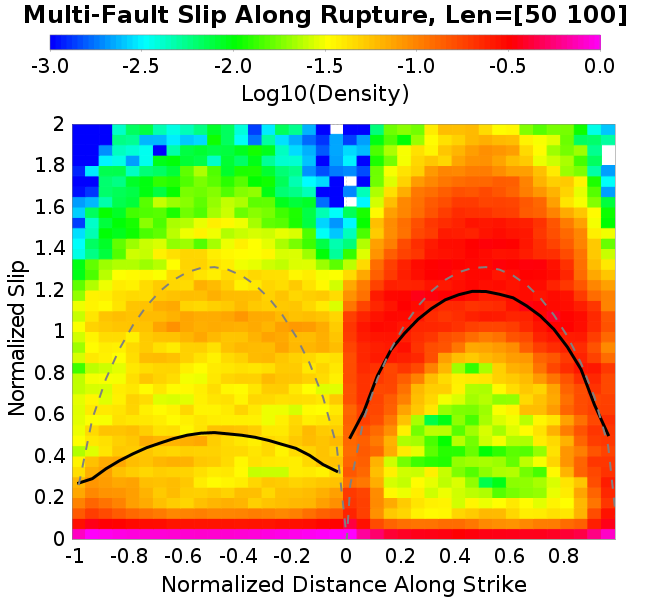 Multi-Fault Slip Along Rupture, Len=[50 100]
-3.0 -2.5 -2.0 -1.5 -1.0 -0.5 0.0
Log10(Density)
2
1.8
1.6
1.4
1.2
1
0.8
0.6
0.4
0.2
0
Normalized Slip
-1 -0.8 -0.6 -0.4 -0.2 0 0.2 0.4 0.6 0.8
Normalized Distance Along Strike